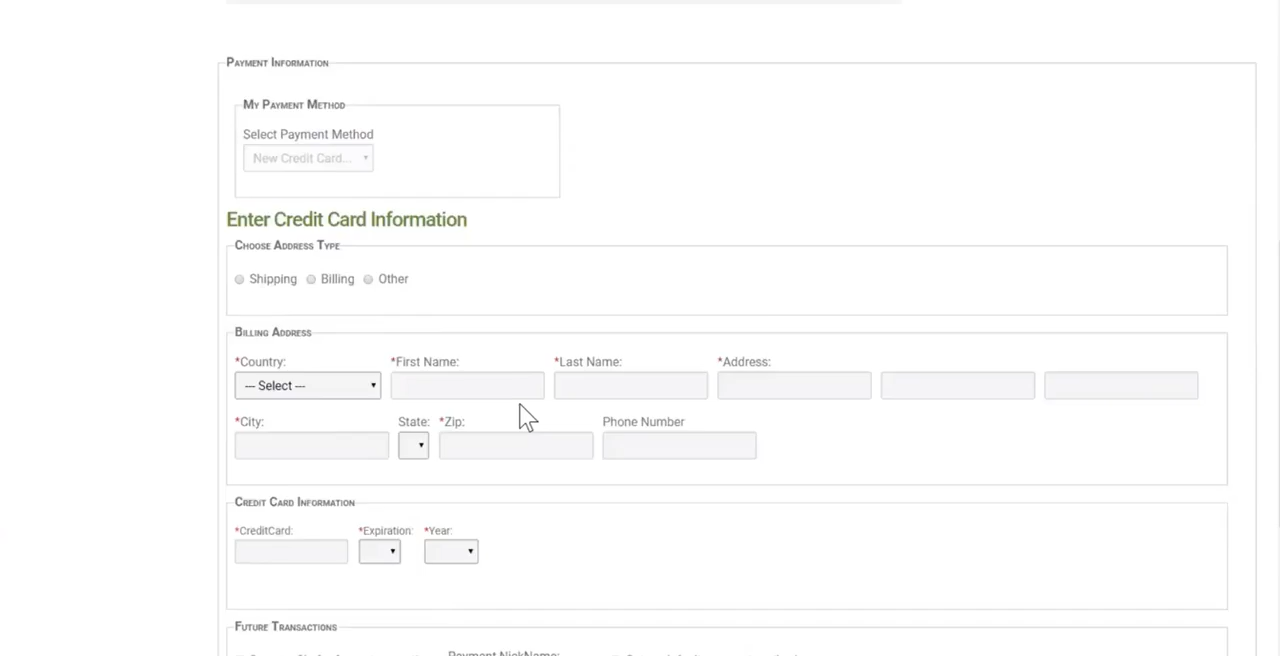 Payment Information
My Payment Method
Select Payment Method
New Credit Card...
Enter Credit Card Information
Choose Address Type
Shipping Billing Other
Billing Address
*Country: *First Name: *Last Name: *Address:
--- Select ---
*City: State: *Zip: Phone Number
Credit Card Information
*CreditCard: *Expiration: *Year:
Future Transactions
Payment NickName: